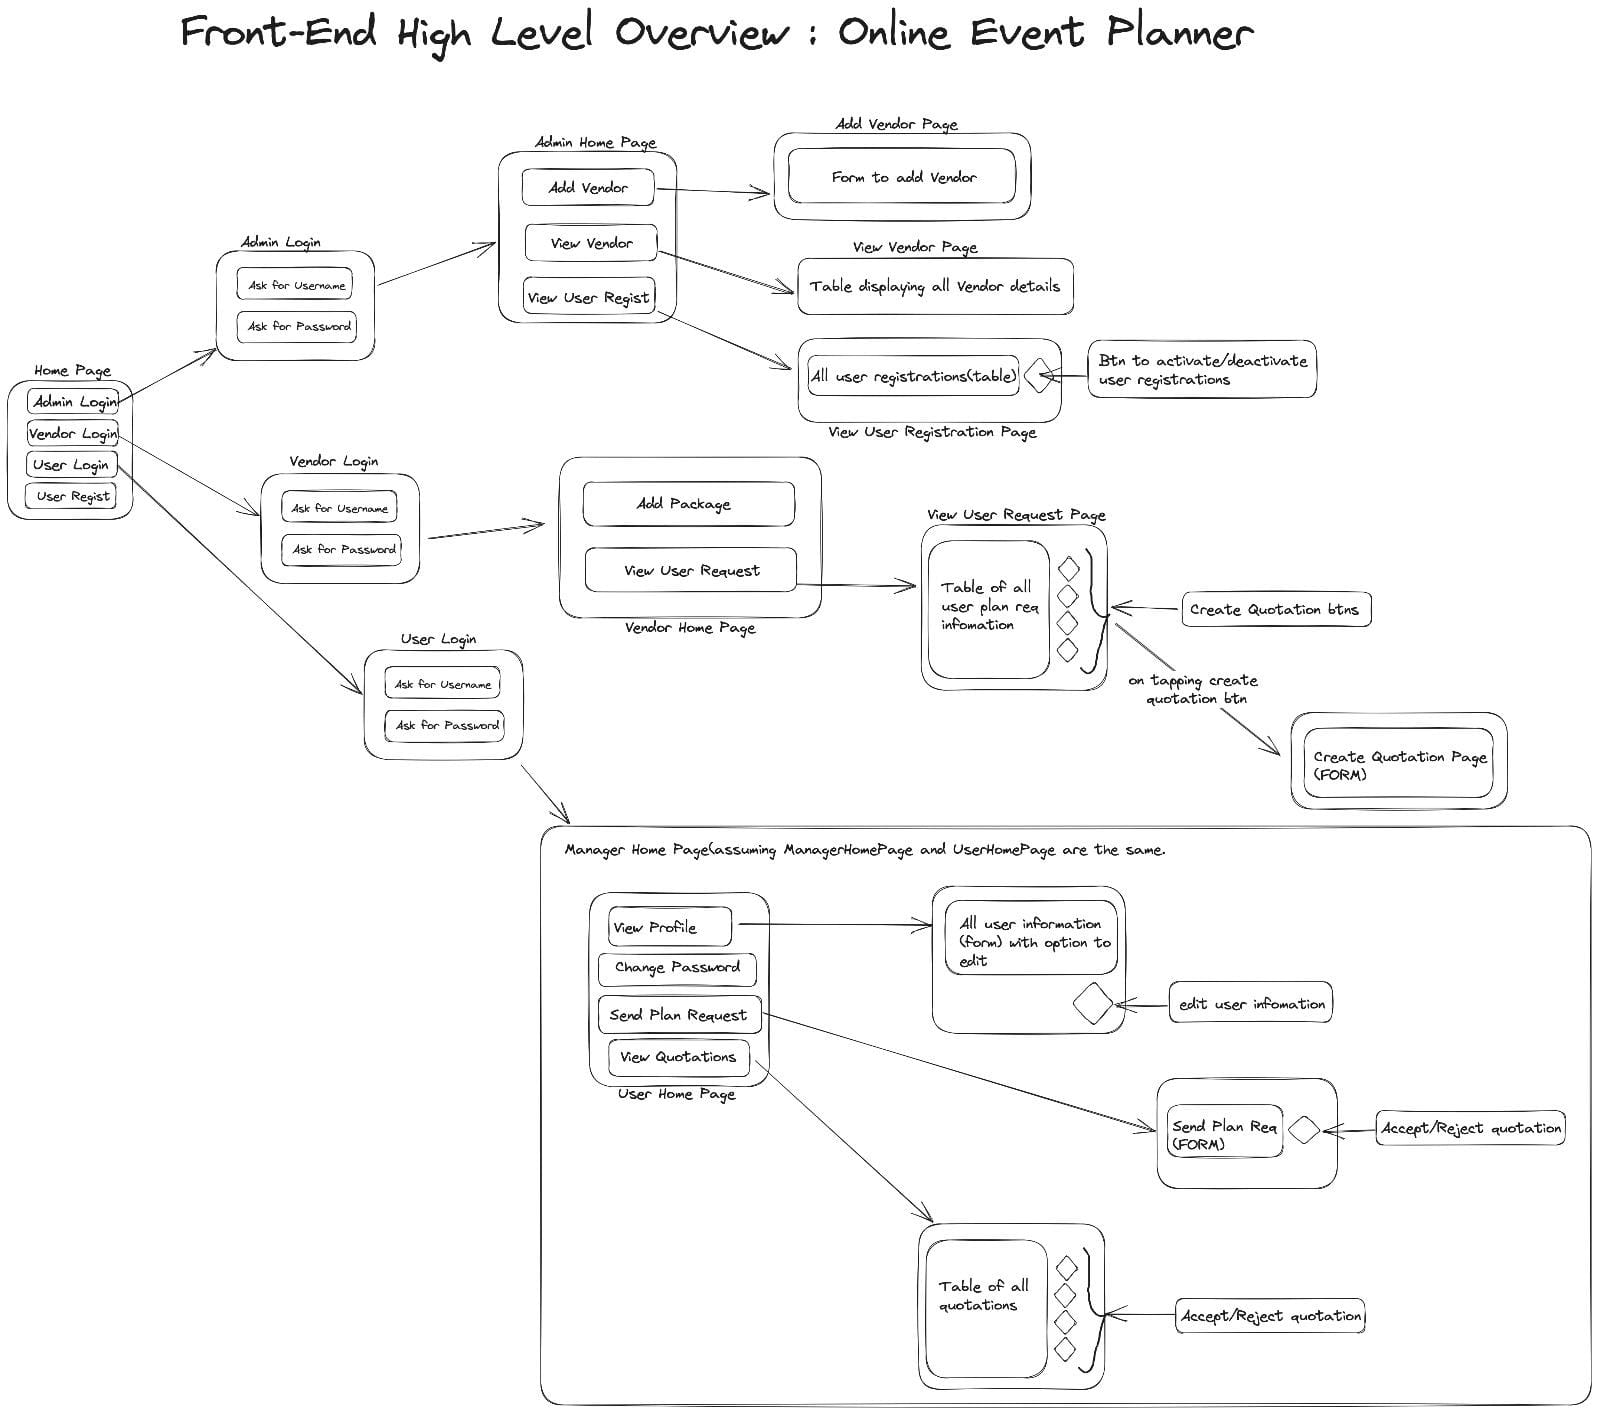 Front-End High Level Overview : Online Event Planner
Add Vendor Page
Admin Home Page
Form to add Vendor
Add Vendor
View Vendor
View User Regist
Admin Login
Ask for Username
Ask for Password
View Vendor Page
Table displaying all Vendor details
All user registrations(table)
Btn to activate/deactivate
user registrations
View User Registration Page
Home Page
Admin Login
Vendor Login
User Login
User Regist
Vendor Login
Ask for Username
Ask for Password
Add Package
View User Request
Vendor Home Page
View User Request Page
Table of all
user plan req
infomation
Create Quotation btns
on tapping create
quotation btn
Create Quotation Page
(FORM)
User Login
Ask for Username
Ask for Password
Manager Home Page(assuming ManagerHomePage and UserHomePage are the same.
View Profile
Change Password
Send Plan Request
View Quotations
User Home Page
All user information
(form) with option to
edit
edit user infomation
Send Plan Req
(FORM)
Accept/Reject quotation
Table of all
quotations
Accept/Reject quotation